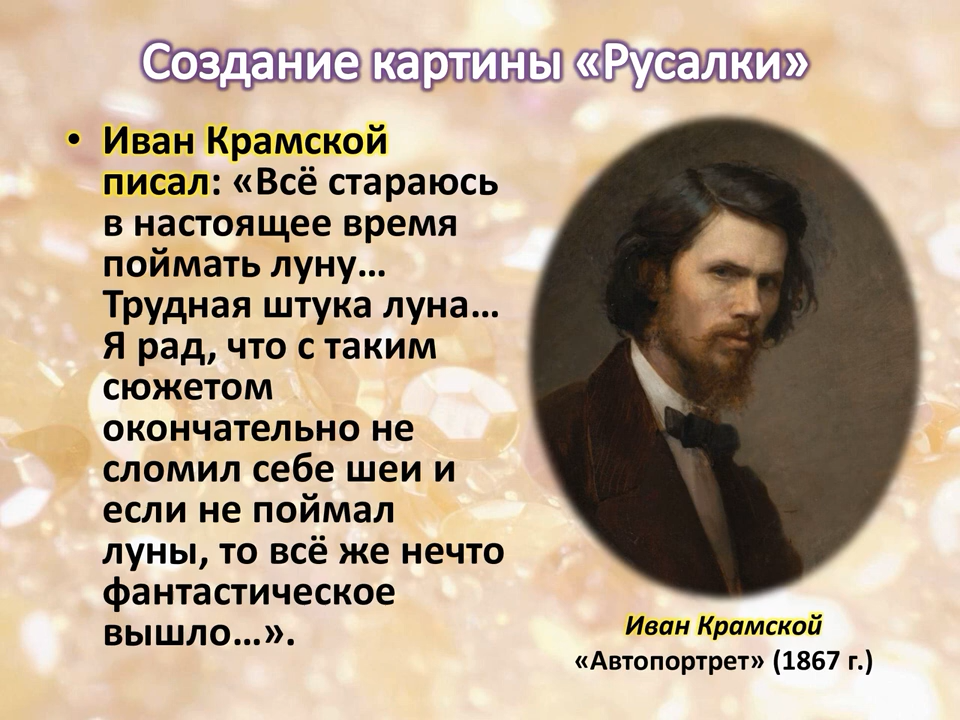 Создание картины «Русалки»
• Иван Крамской
писал: «Всё стараюсь
в настоящее время
поймать луну…
Трудная штука луна…
Я рад, что с таким
сюжетом
окончательно не
сломил себе шеи и
если не поймал
луны, то всё же нечто
фантастическое
вышло…».
Иван Крамской
«Автопортрет» (1867 г.)